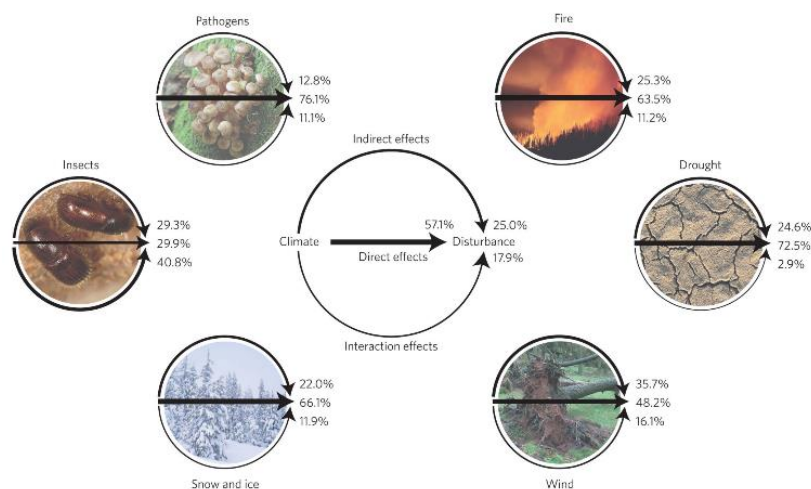 Pathogens
12.8%
76.1%
11.1%
Fire
25.3%
63.5%
11.2%
Insects
29.3%
29.9%
40.8%
Indirect effects
Climate
57.1%
Direct effects
25.0%
Disturbance
17.9%
Interaction effects
Drought
24.6%
72.5%
2.9%
22.0%
66.1%
11.9%
Snow and ice
35.7%
48.2%
16.1%
Wind